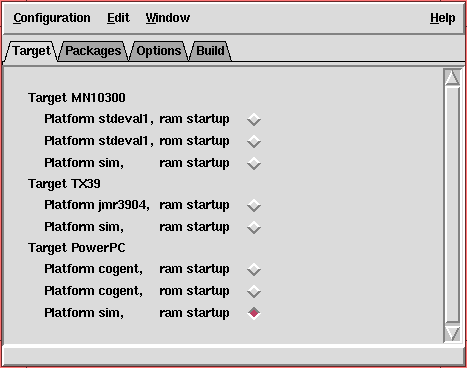 Configuration Edit Window Help
Target Packages Options Build
Target MN10300
Platform stdeval1, ram startup
Platform stdeval1, rom startup
Platform sim, ram startup
Target TX39
Platform jmr3904, ram startup
Platform sim, ram startup
Target PowerPC
Platform cogent, ram startup
Platform cogent, rom startup
Platform sim, ram startup